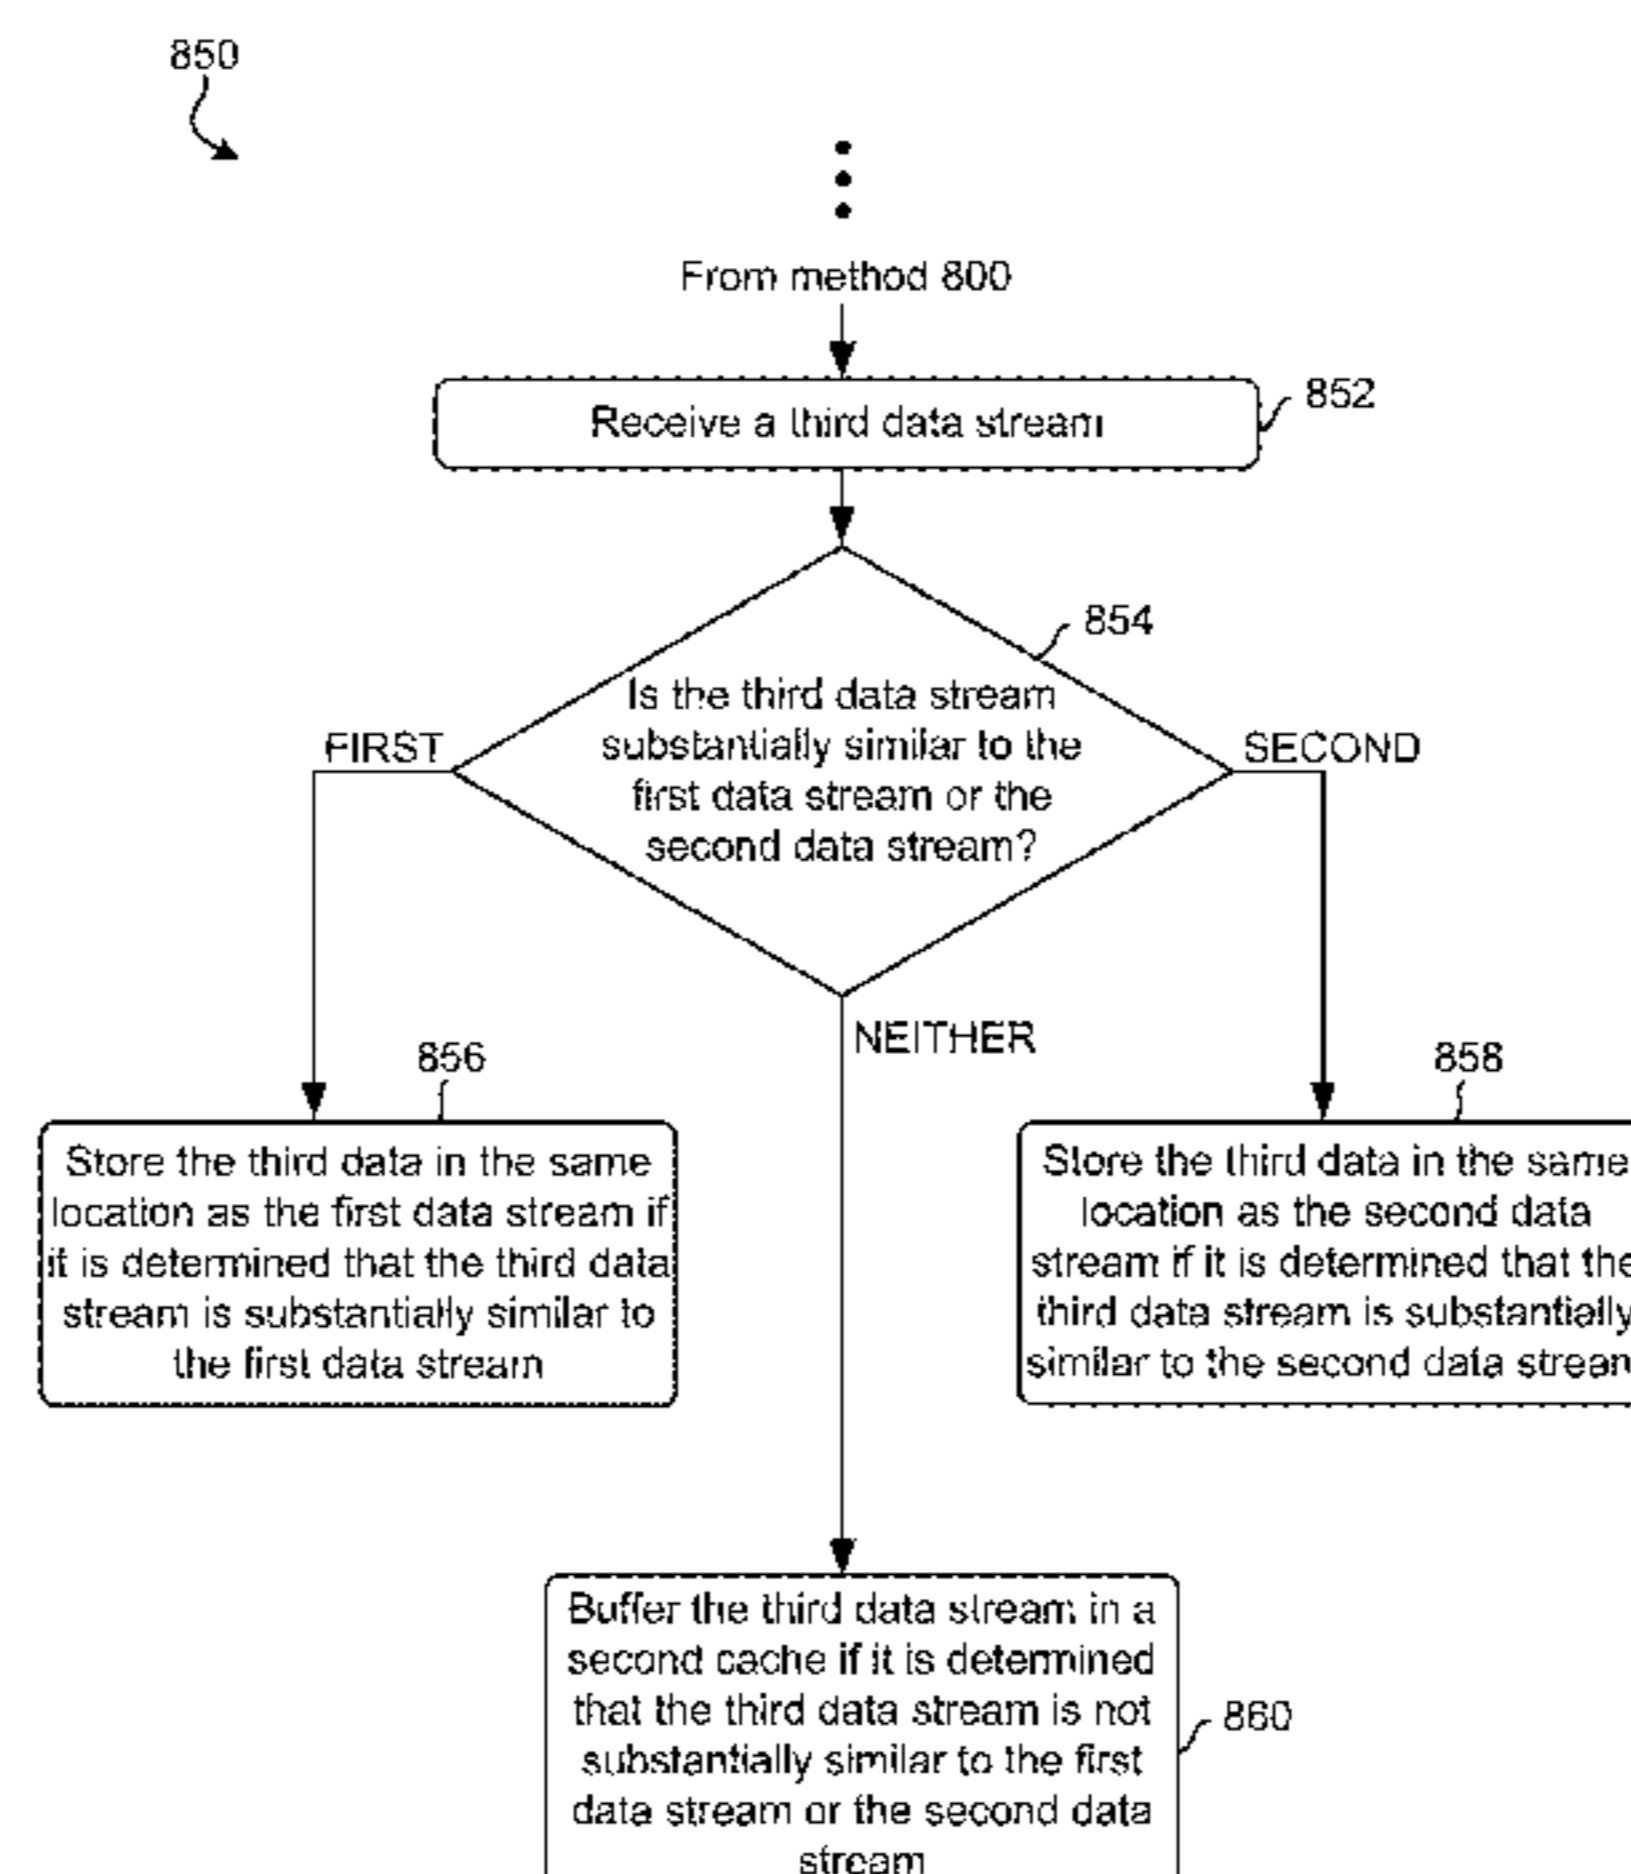 850
From method 800
Receive a third data stream
852
854
Is the third data stream
substantially similar to the
first data stream or the
second data stream?
FIRST
SECOND
NEITHER
856
Store the third data in the same
location as the first data stream if
it is determined that the third data
stream is substantially similar to
the first data stream
858
Store the third data in the same
location as the second data
stream if it is determined that the
third data stream is substantially
similar to the second data stream
Buffer the third data stream in a
second cache if it is determined
that the third data stream is not
substantially similar to the first
data stream or the second data
stream
860